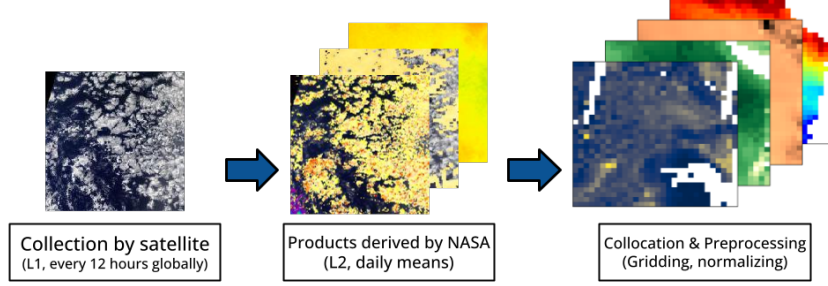 Collection by satellite
(L1, every 12 hours globally)
Products derived by NASA
(L2, daily means)
Collocation & Preprocessing
(Gridding, normalizing)